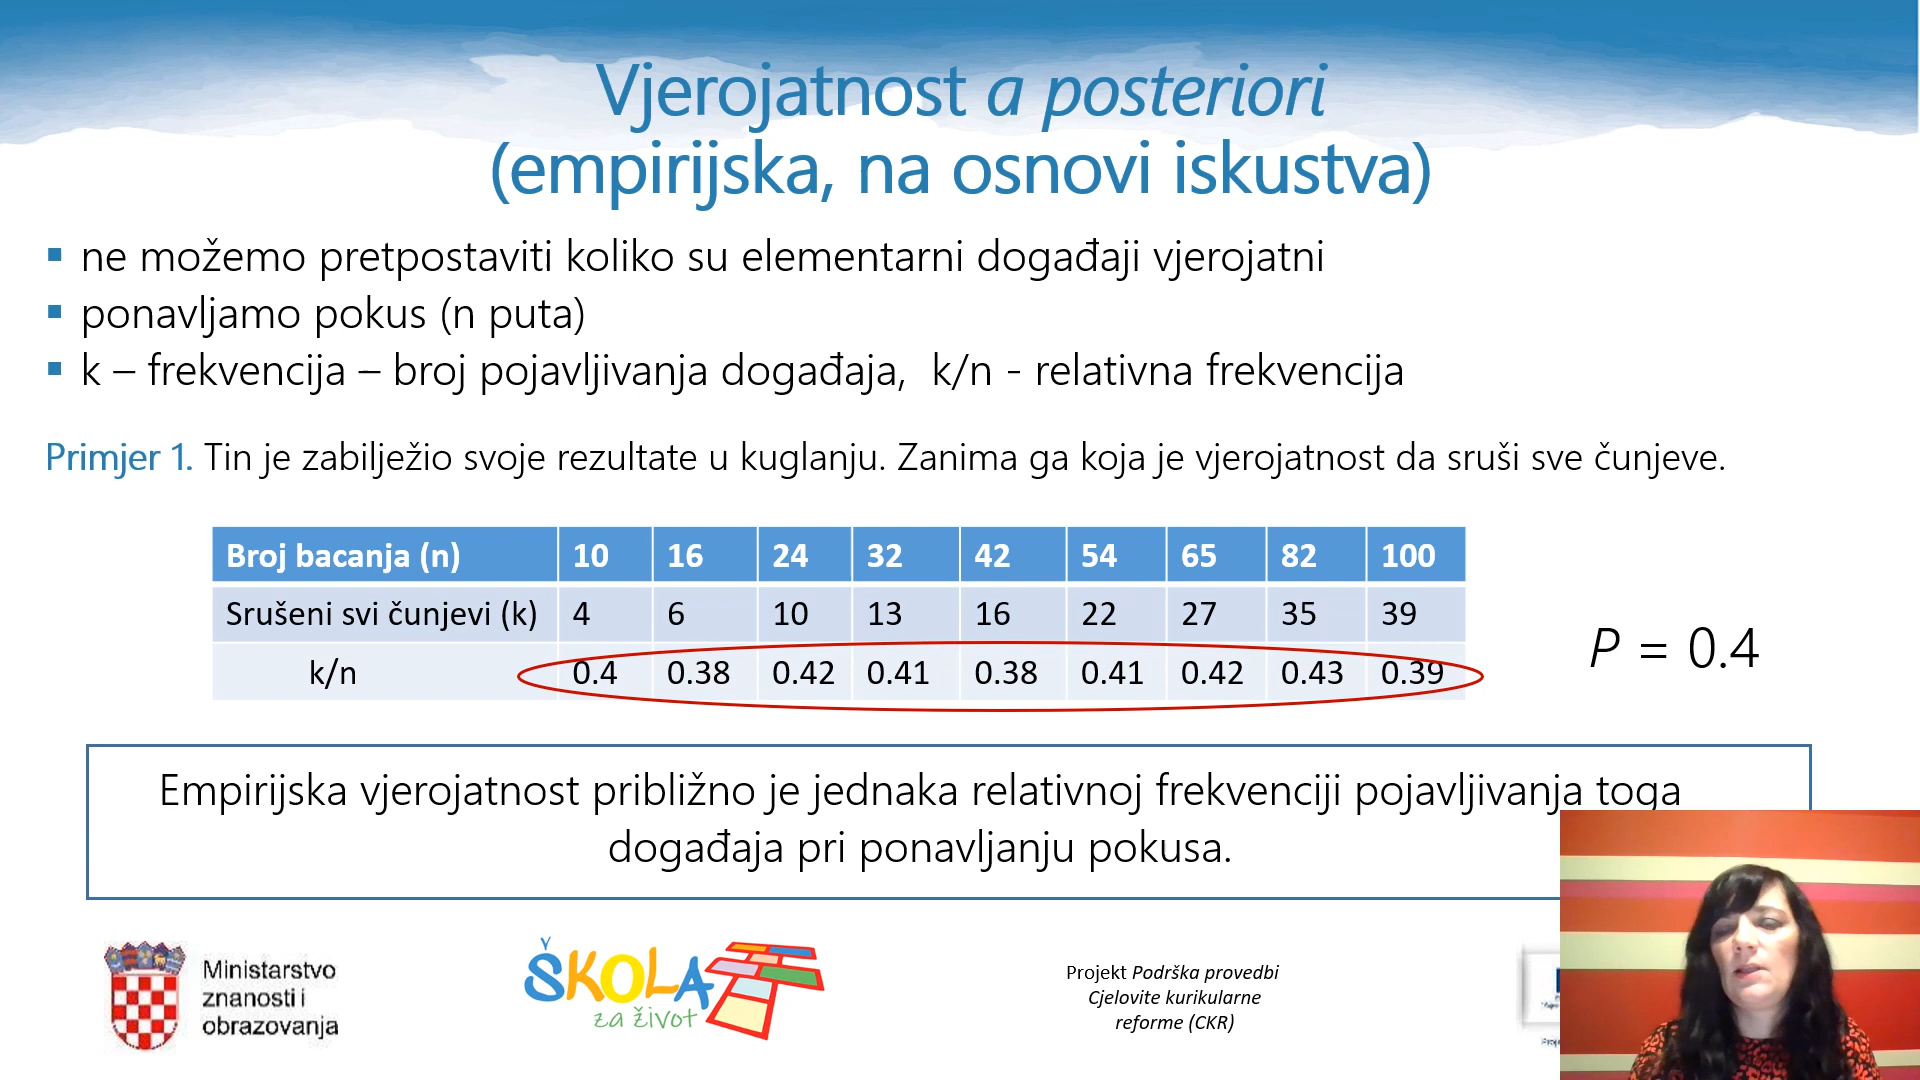 Vjerojatnost a posteriori
(empirijska, na osnovi iskustva)
ne možemo pretpostaviti koliko su elementarni događaji vjerojatni
ponavljamo pokus (n puta)
k – frekvencija – broj pojavljivanja događaja, k/n - relativna frekvencija
Primjer 1. Tin je zabilježio svoje rezultate u kuglanju. Zanima ga koja je vjerojatnost da sruši sve čunjeve.
Broj bacanja (n) 10 16 24 32 42 54 65 82 100
Srušeni svi čunjevi (k) 4 6 10 13 16 22 27 35 39
k/n 0.4 0.38 0.42 0.41 0.38 0.41 0.42 0.43 0.39
P = 0.4
Empirijska vjerojatnost približno je jednaka relativnoj frekvenciji pojavljivanja toga
događaja pri ponavljanju pokusa.
Ministarstvo
znanosti i
obrazovanja
ŠKOLA
za život
Projekt Podrška provedbi
Cjelovite kurikularne
reforme (CKR)